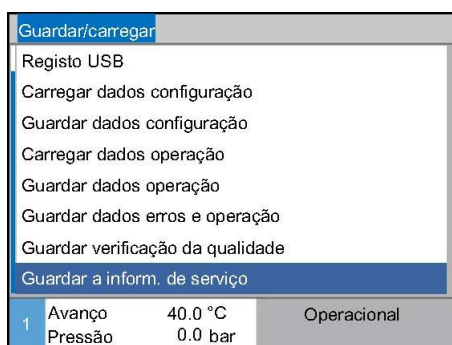 Guardar/carregar
Registo USB
Carregar dados configuração
Guardar dados configuração
Carregar dados operação
Guardar dados operação
Guardar dados erros e operação
Guardar verificação da qualidade
Guardar a inform. de serviço
1 Avanço 40.0 °C Operacional
Pressão 0.0 bar